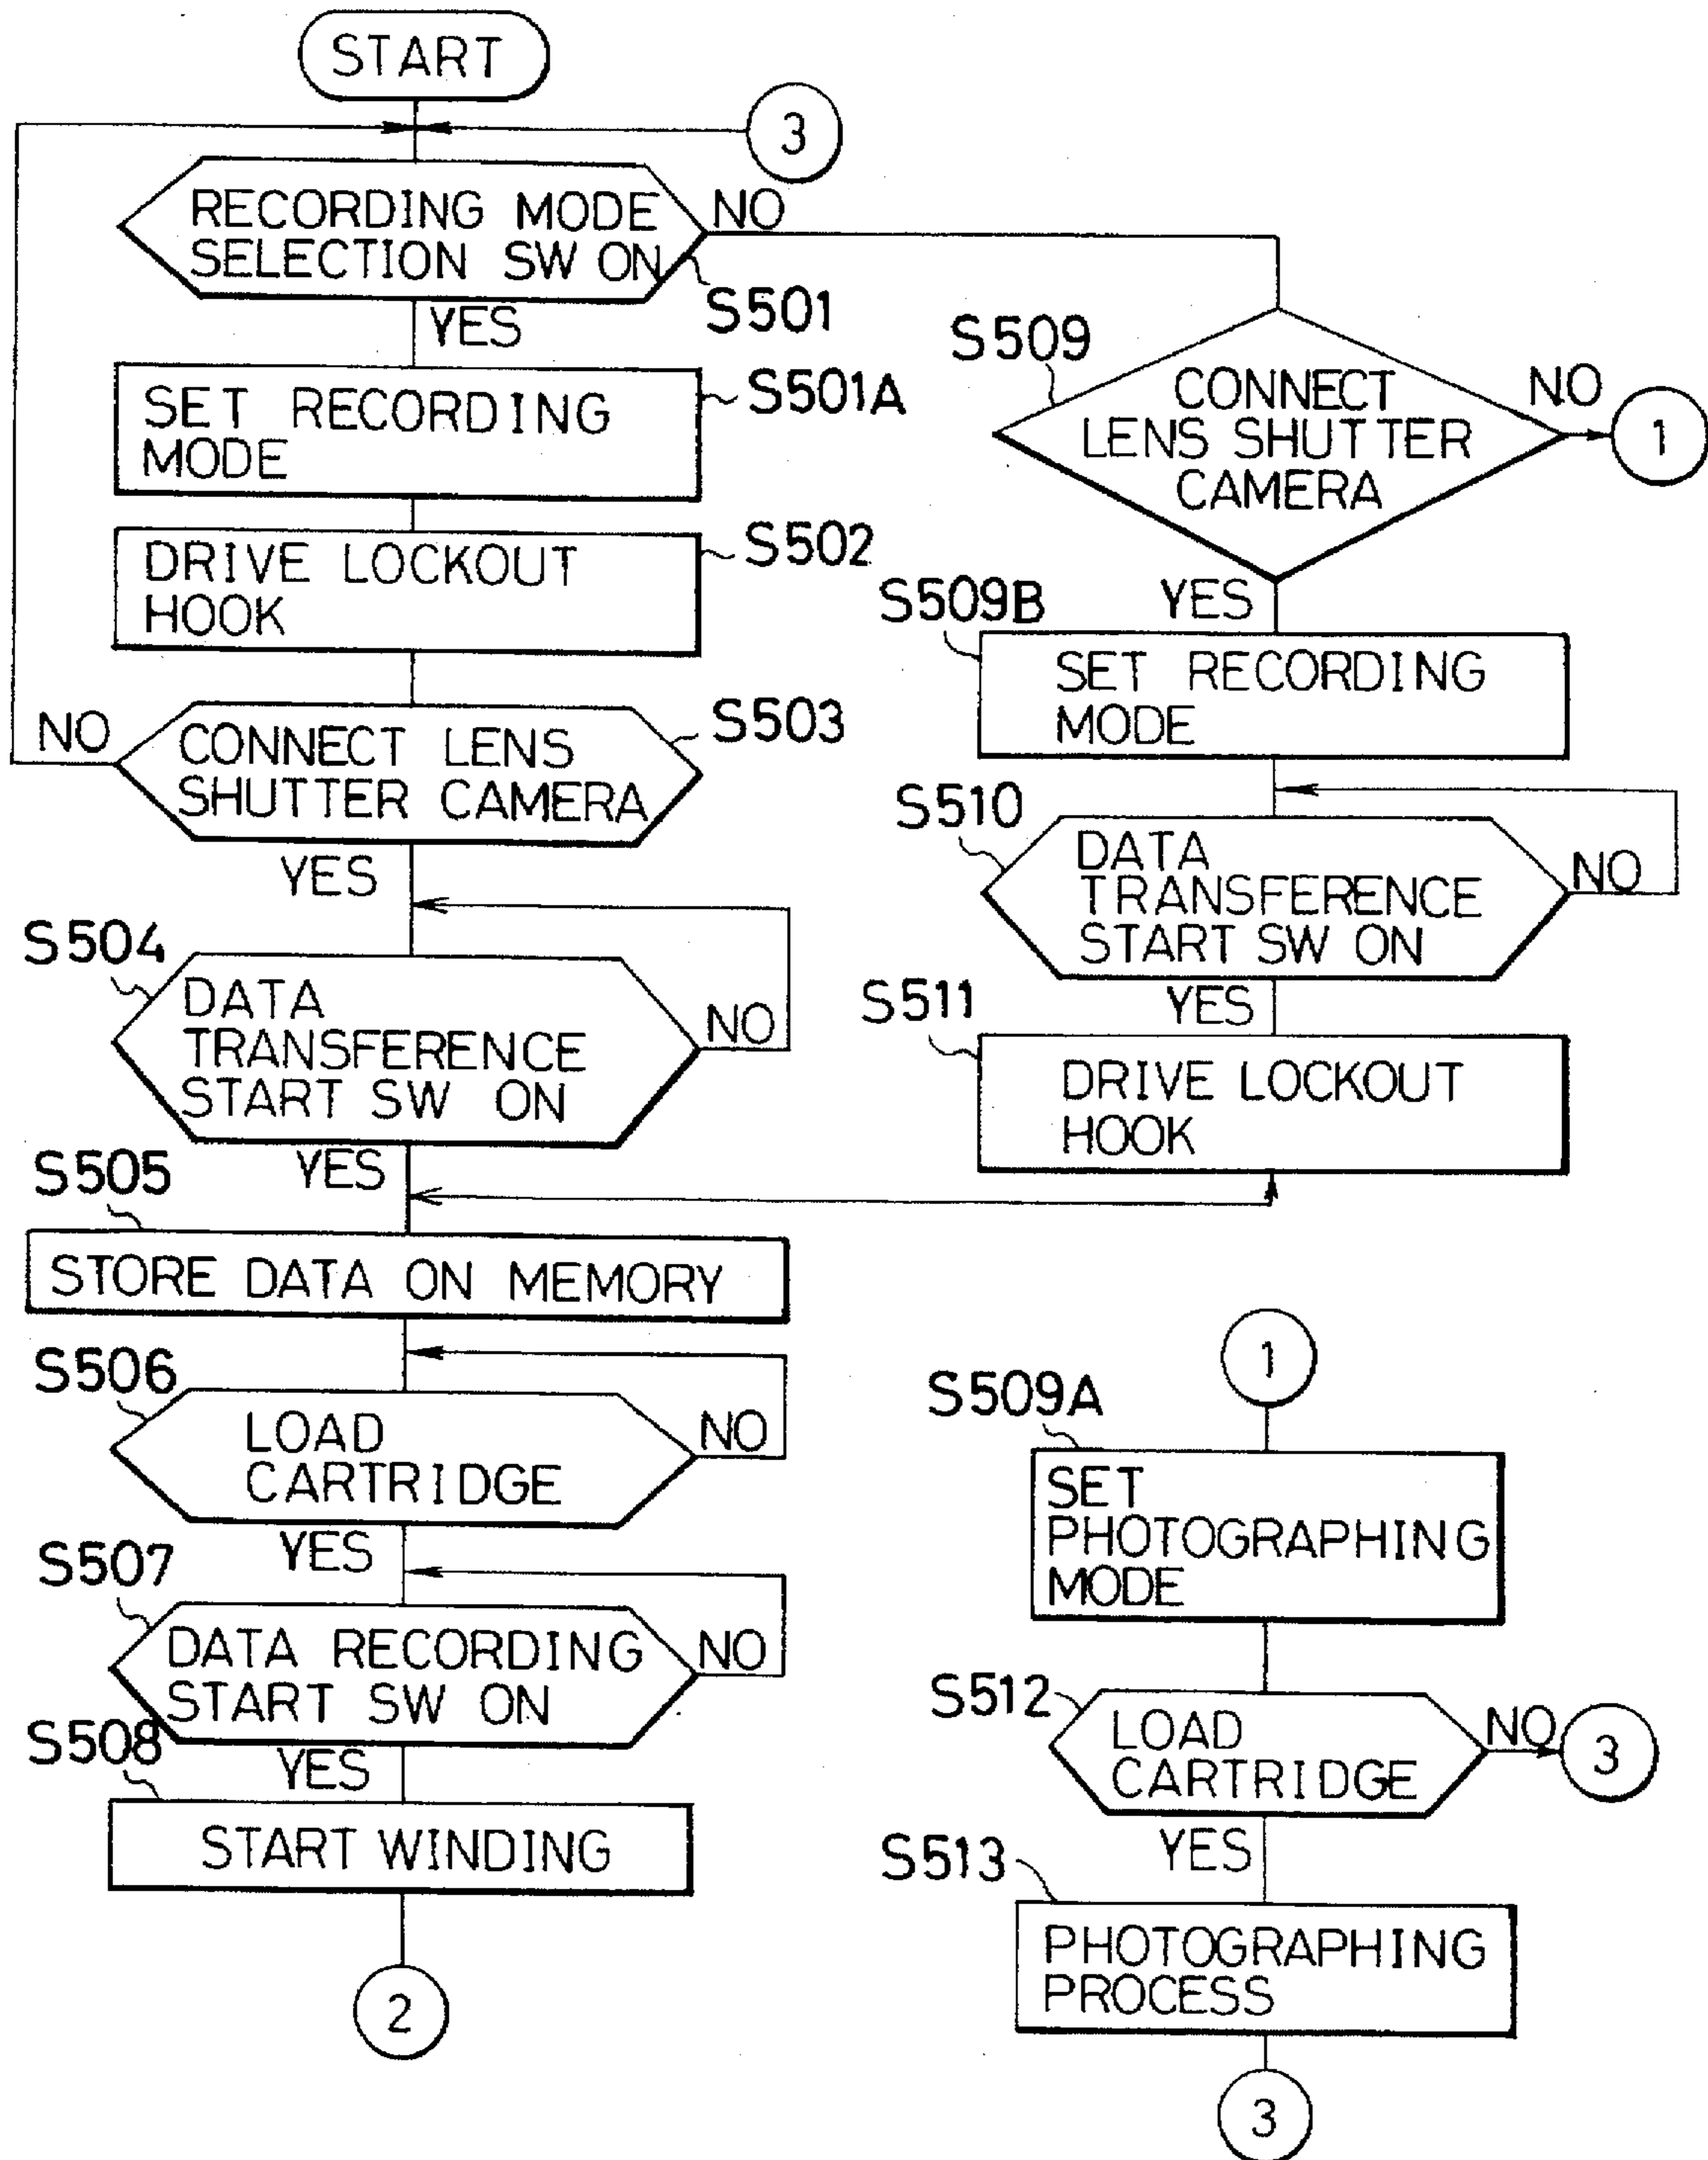 START
3
RECORDING MODE
SELECTION SW ON
NO
S501
YES
SET RECORDING
MODE
S501A
DRIVE LOCKOUT
HOOK
S502
NO
CONNECT LENS
SHUTTER CAMERA
S503
YES
S504
DATA
TRANSFERENCE
START SW ON
NO
YES
S505
STORE DATA ON MEMORY
S506
LOAD
CARTRIDGE
NO
YES
S507
DATA RECORDING
START SW ON
NO
S508
YES
START WINDING
2
S509
CONNECT
LENS SHUTTER
CAMERA
NO
1
YES
S509B
SET RECORDING
MODE
S510
DATA
TRANSFERENCE
START SW ON
NO
YES
S511
DRIVE LOCKOUT
HOOK
1
S509A
SET
PHOTOGRAPHING
MODE
S512
LOAD
CARTRIDGE
NO
3
YES
S513
PHOTOGRAPHING
PROCESS
3